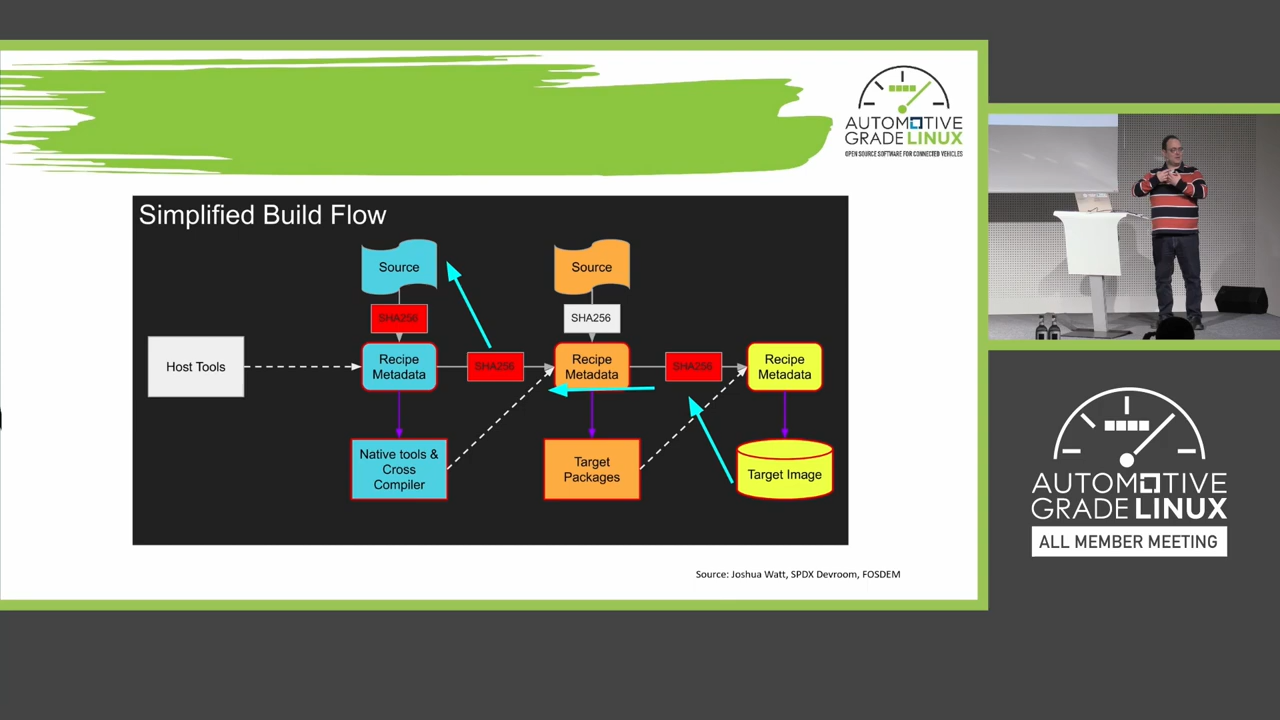 AUTOMOTIVE
GRADE LINUX
OPEN SOURCE SOFTWARE FOR CONNECTED VEHICLES
Simplified Build Flow
Source
Source
SHA256
SHA256
Host Tools
Recipe
Metadata
SHA256
Recipe
Metadata
SHA256
Recipe
Metadata
Native tools &
Cross
Compiler
Target
Packages
Target Image
Source: Joshua Watt, SPDX Devroom, FOSDEM
AUTOMOTIVE
GRADE LINUX
ALL MEMBER MEETING